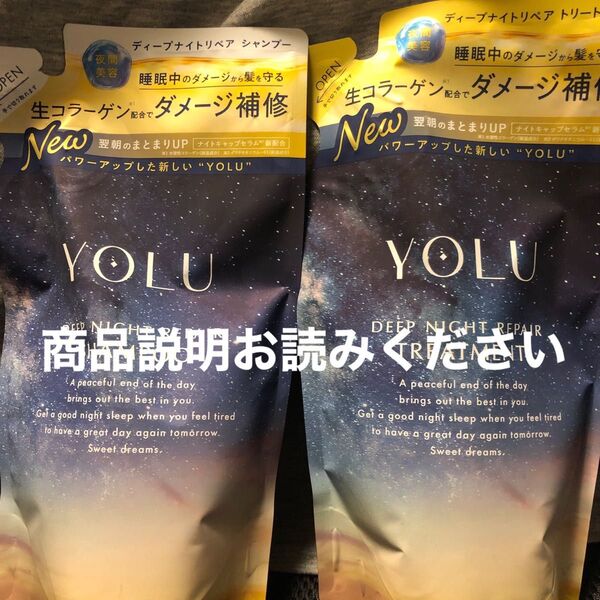 OPEN
手で切り取れます
夜間
美容
ディープナイトリペア シャンプー
睡眠中のダメージから髪を守る
生コラーゲン配合でダメージ補修
New
翌朝のまとまりUP ナイトキャップセラム 新配合
パワーアップした新しい“YOLU”
YOLU
DEEP NIGHT
A peaceful end of the day
brings out the best in you.
Get a good night sleep when you feel tired
to have a great day again tomorrow.
Sweet dreams.
OPEN
夜間
美容
ディープナイトリペア トリート
睡眠中のダメージから髪を守る
生コラーゲン配合でダメージ補修
New
翌朝のまとまりUP ナイトキャップセラム 新配合
パワーアップした新しい“YOLU”
YOLU
DEEP NIGHT REPAIR
TREATMENT
A peaceful end of the day
brings out the best in you.
Get a good night sleep when you feel tired
to have a great day again tomorrow.
Sweet dreams.
商品説明お読みください